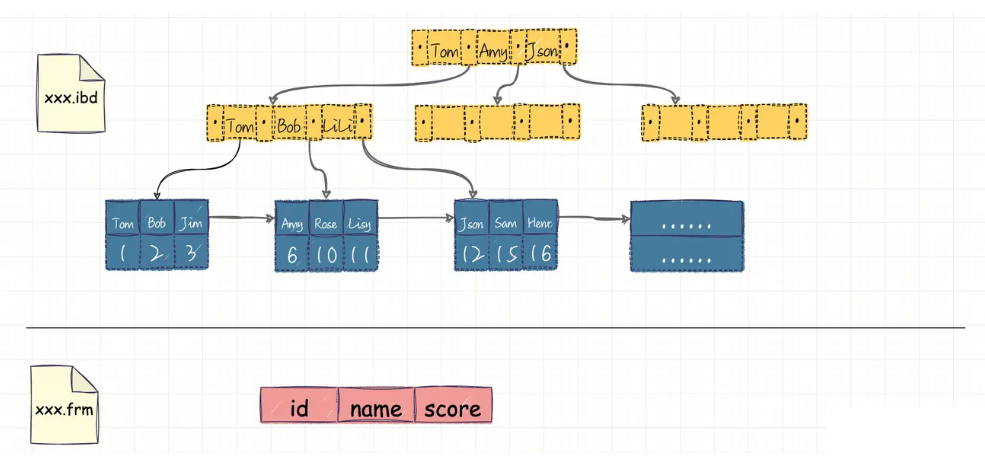 Tom Amy Json
xxx.ibd
Tom Bob LiLi
Tom Bob Jim
1 2 3
Amy Rose Lisy
6 10 11
Json Sam Henr
12 15 16
......
......
xxx.frm
id name score